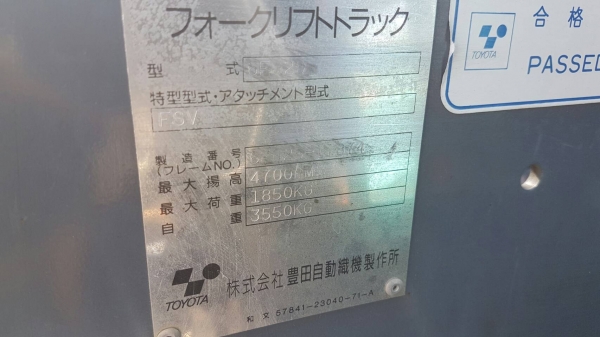 フォークリフトトラック
型 式
特型型式・アタッチメント型式
FSV
製造番号
(フレームNO.)
最大揚高 4700MM
最大荷重 1850KG
自 重 3550KG
TOYOTA 株式会社 豊田自動織機製作所
和文 57841-23040-71-A
合格
TOYOTA
PASSED